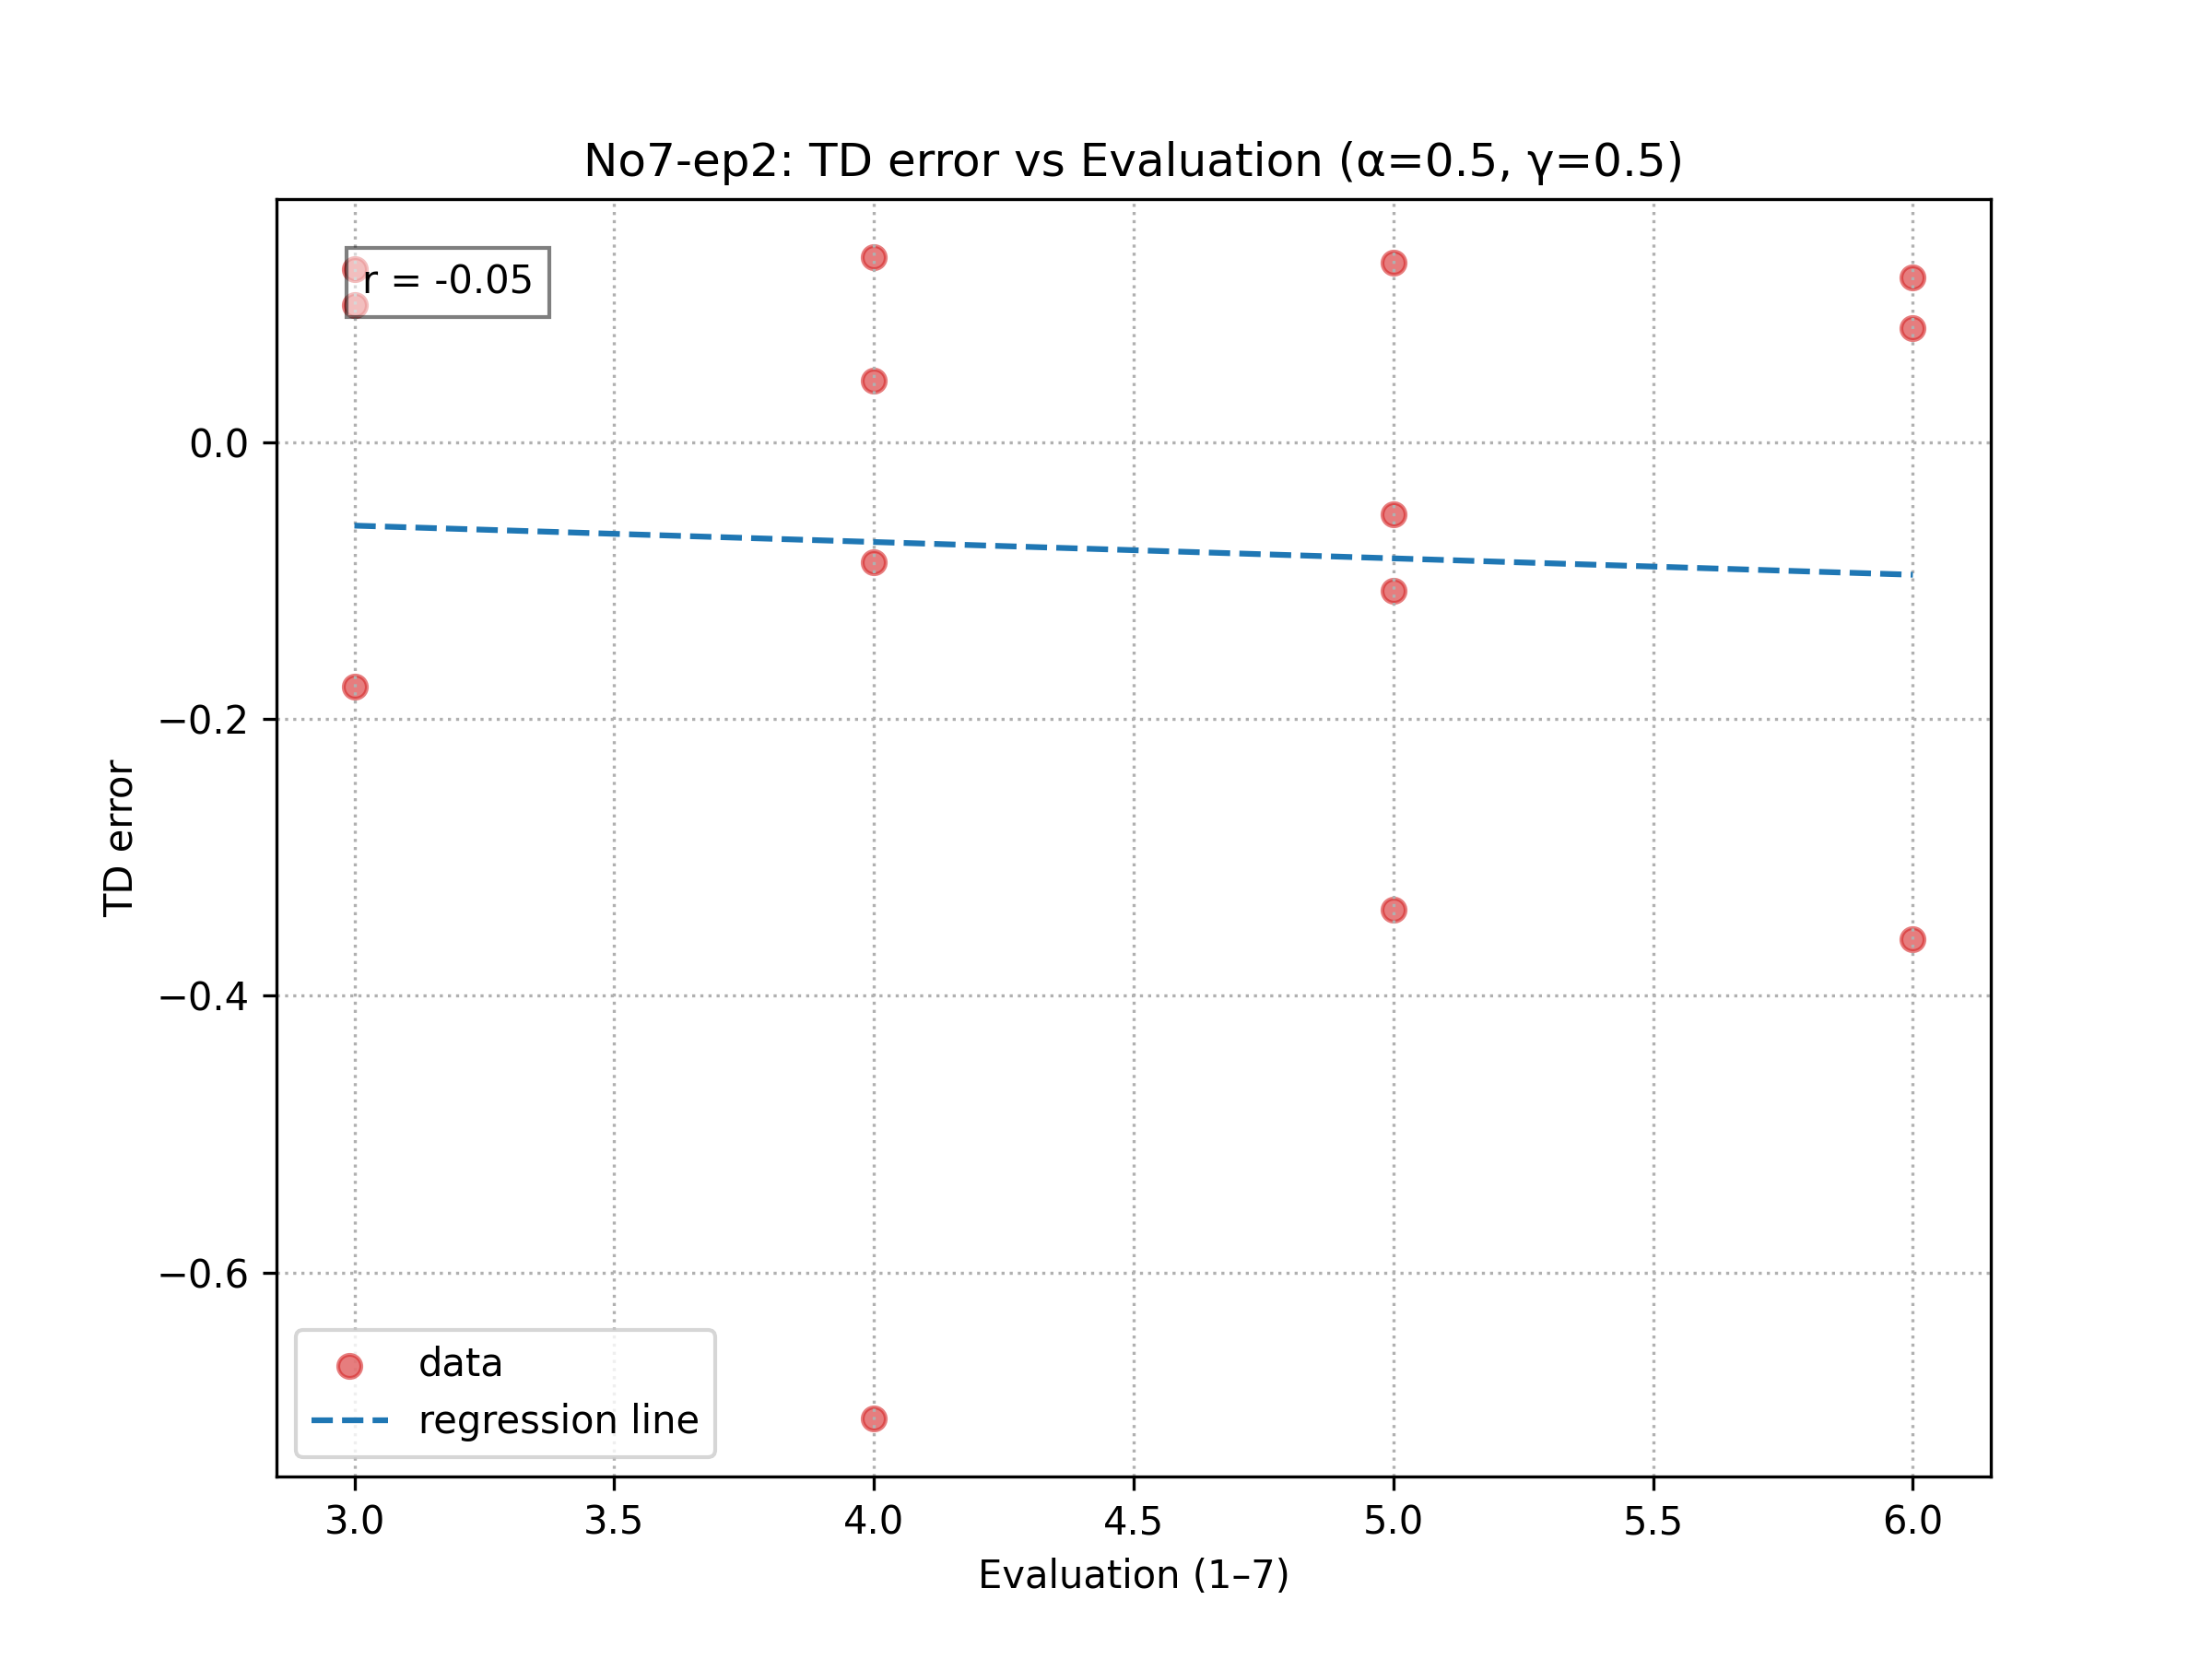 No7-ep2: TD error vs Evaluation (α=0.5, γ=0.5)
r = -0.05
0.0
−0.2
−0.4
−0.6
TD error
data
regression line
3.0 3.5 4.0 4.5 5.0 5.5 6.0
Evaluation (1–7)